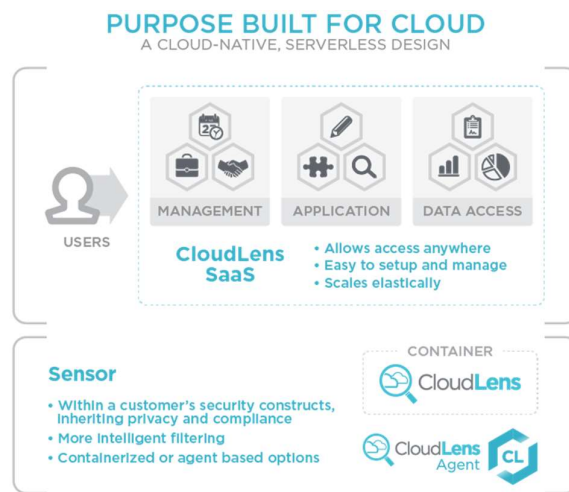 PURPOSE BUILT FOR CLOUD
A CLOUD-NATIVE, SERVERLESS DESIGN
27
USERS
MANAGEMENT
APPLICATION
DATA ACCESS
CloudLens
SaaS
• Allows access anywhere
• Easy to setup and manage
• Scales elastically
Sensor
• Within a customer's security constructs,
inheriting privacy and compliance
• More intelligent filtering
• Containerized or agent based options
CONTAINER
CloudLens
CloudLens
Agent
CL